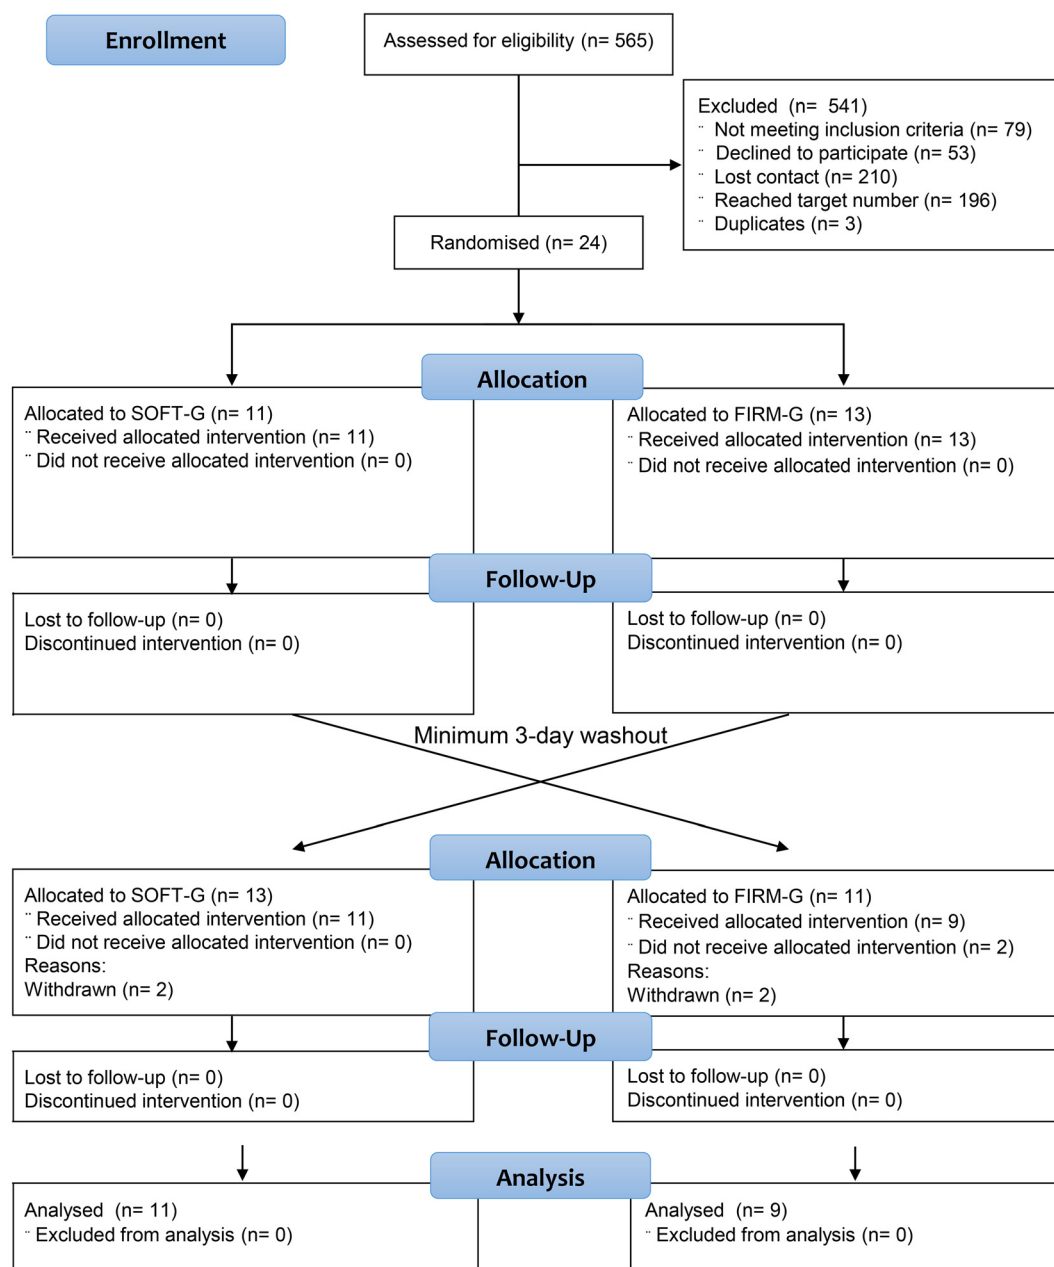 Enrollment
Assessed for eligibility (n= 565)
Excluded (n= 541)
¨ Not meeting inclusion criteria (n= 79)
¨ Declined to participate (n= 53)
¨ Lost contact (n= 210)
¨ Reached target number (n= 196)
¨ Duplicates (n= 3)
Randomised (n= 24)
Allocation
Allocated to SOFT-G (n= 11)
¨ Received allocated intervention (n= 11)
¨ Did not receive allocated intervention (n= 0)
Allocated to FIRM-G (n= 13)
¨ Received allocated intervention (n= 13)
¨ Did not receive allocated intervention (n= 0)
Follow-Up
Lost to follow-up (n= 0)
Discontinued intervention (n= 0)
Lost to follow-up (n= 0)
Discontinued intervention (n= 0)
Minimum 3-day washout
Allocation
Allocated to SOFT-G (n= 13)
¨ Received allocated intervention (n= 11)
¨ Did not receive allocated intervention (n= 0)
Reasons:
Withdrawn (n= 2)
Allocated to FIRM-G (n= 11)
¨ Received allocated intervention (n= 9)
¨ Did not receive allocated intervention (n= 2)
Reasons:
Withdrawn (n= 2)
Follow-Up
Lost to follow-up (n= 0)
Discontinued intervention (n= 0)
Lost to follow-up (n= 0)
Discontinued intervention (n= 0)
Analysis
Analysed (n= 11)
¨ Excluded from analysis (n= 0)
Analysed (n= 9)
¨ Excluded from analysis (n= 0)